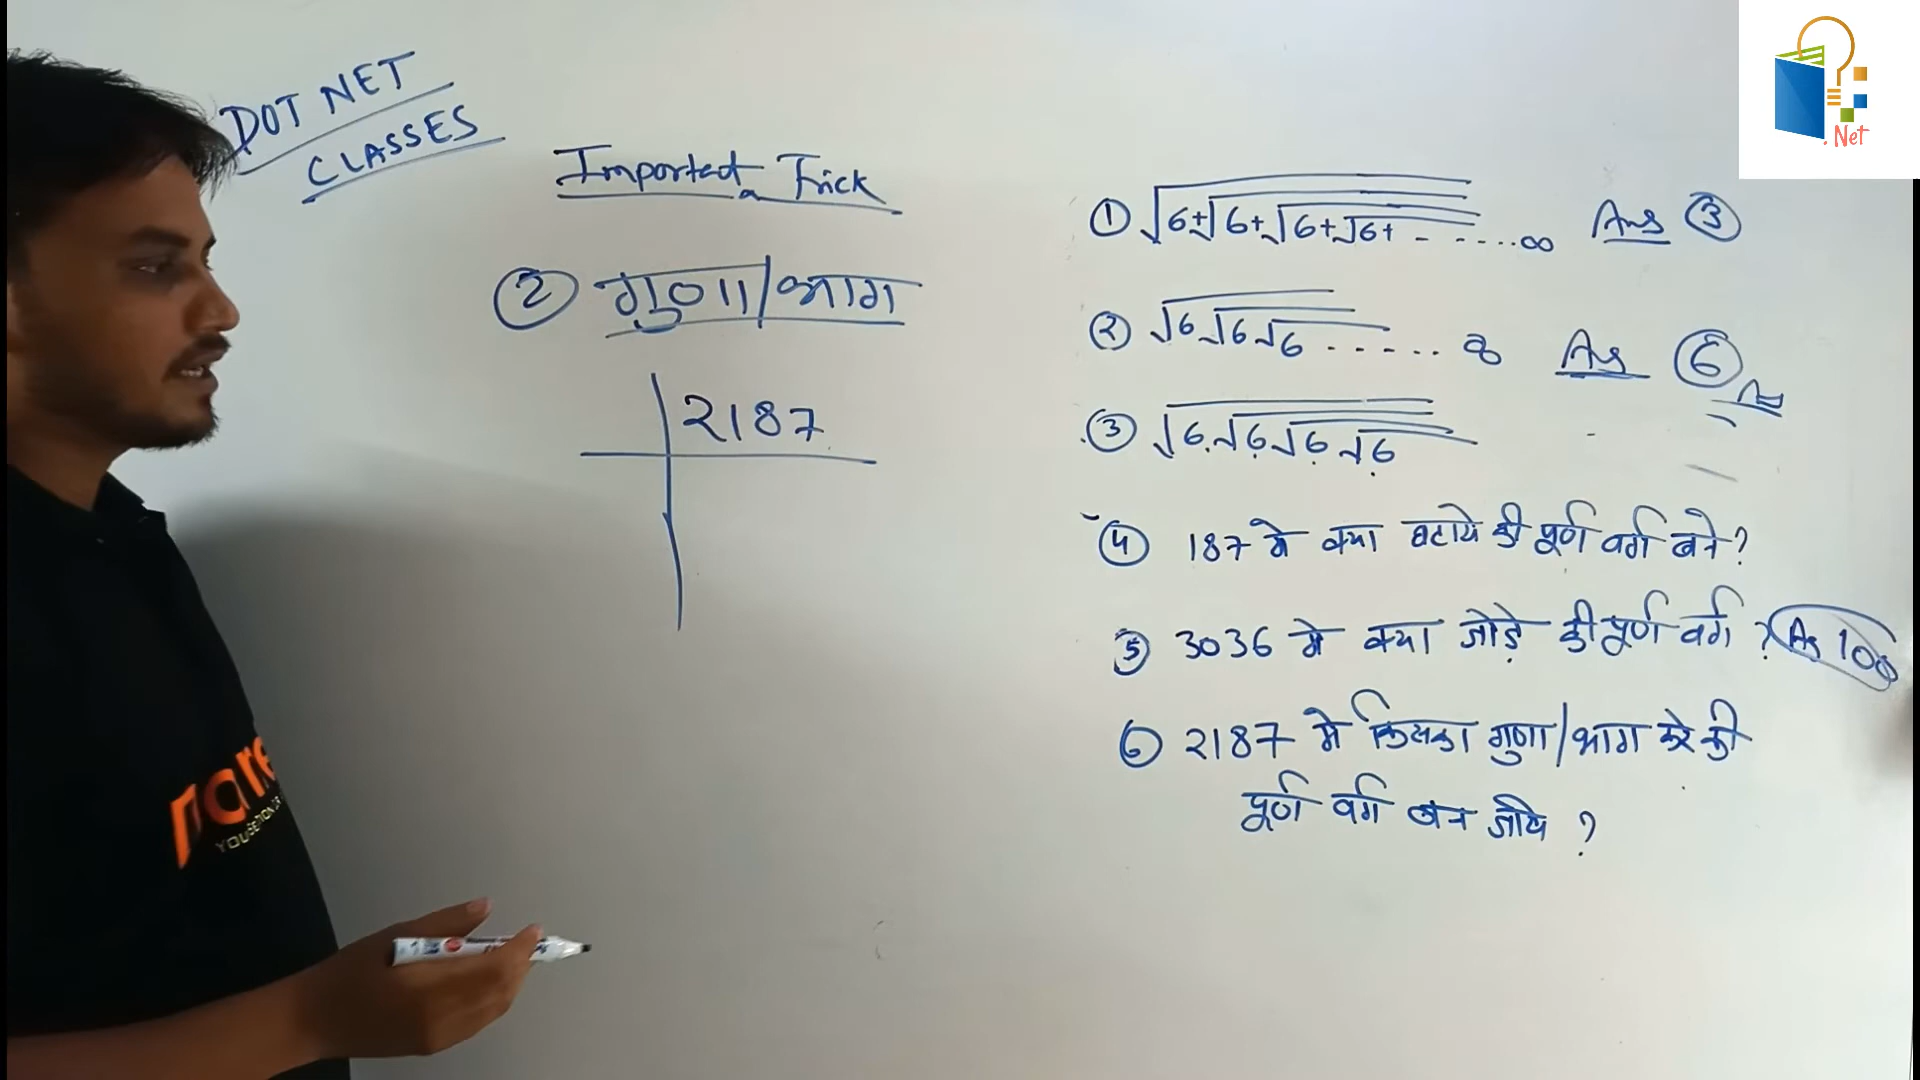 DOT NET
CLASSES
Imported Trick
② गुणा/भाग
2187
① √6+√6+√6+√6+ - - .....∞ Ans ③
② √6√6√6 ...... ∞ As ⑥
③ √6.√6.√6.√6
④ 187 मे क्या घटाये की पूर्ण वर्ग बने?
⑤ 3036 मे क्या जोड़े की पूर्ण वर्ग ? As 100
⑥ 2187 मे किसका गुणा/भाग करे की
पूर्ण वर्ग बन जाये ?
.Net